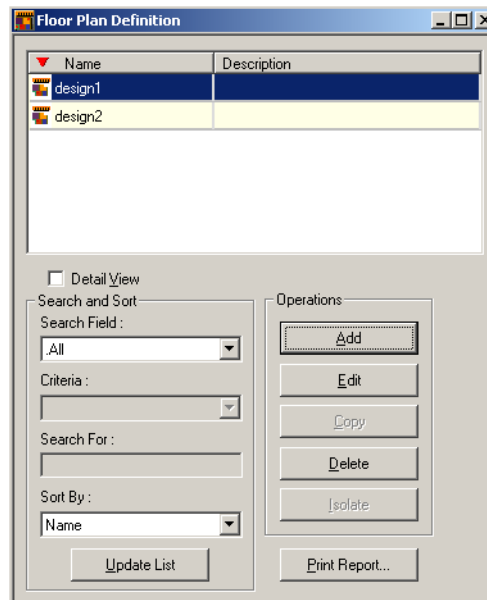 Floor Plan Definition
Name Description
design1
design2
Detail View
Search and Sort
Search Field :
.All
Criteria :
Search For :
Sort By :
Name
Update List
Operations
Add
Edit
Copy
Delete
Isolate
Print Report...